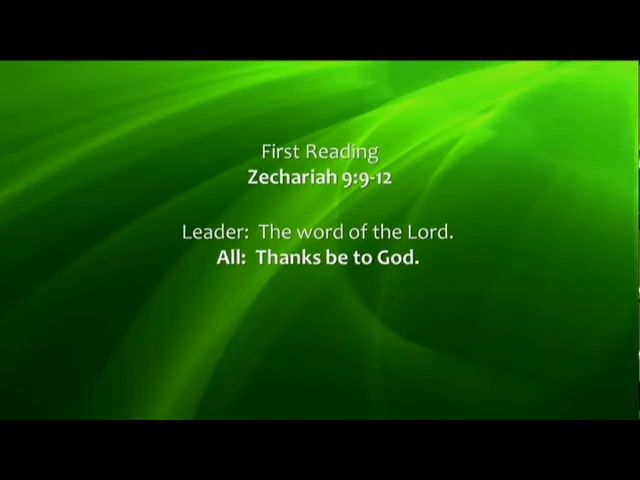 First Reading
Zechariah 9:9-12
Leader: The word of the Lord.
All: Thanks be to God.